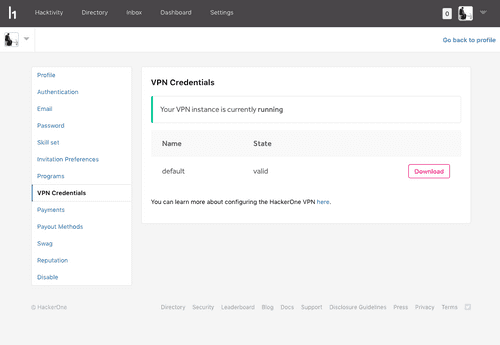 l1 Hacktivity Directory Inbox Dashboard Settings 0
Go back to profile
Profile
Authentication
Email
Password
Skill set
Invitation Preferences
Programs
VPN Credentials
Payments
Payout Methods
Swag
Reputation
Disable
VPN Credentials
Your VPN instance is currently running
Name State
default valid Download
You can learn more about configuring the HackerOne VPN here.
© HackerOne Directory Security Leaderboard Blog Docs Support Disclosure Guidelines Press Privacy Terms